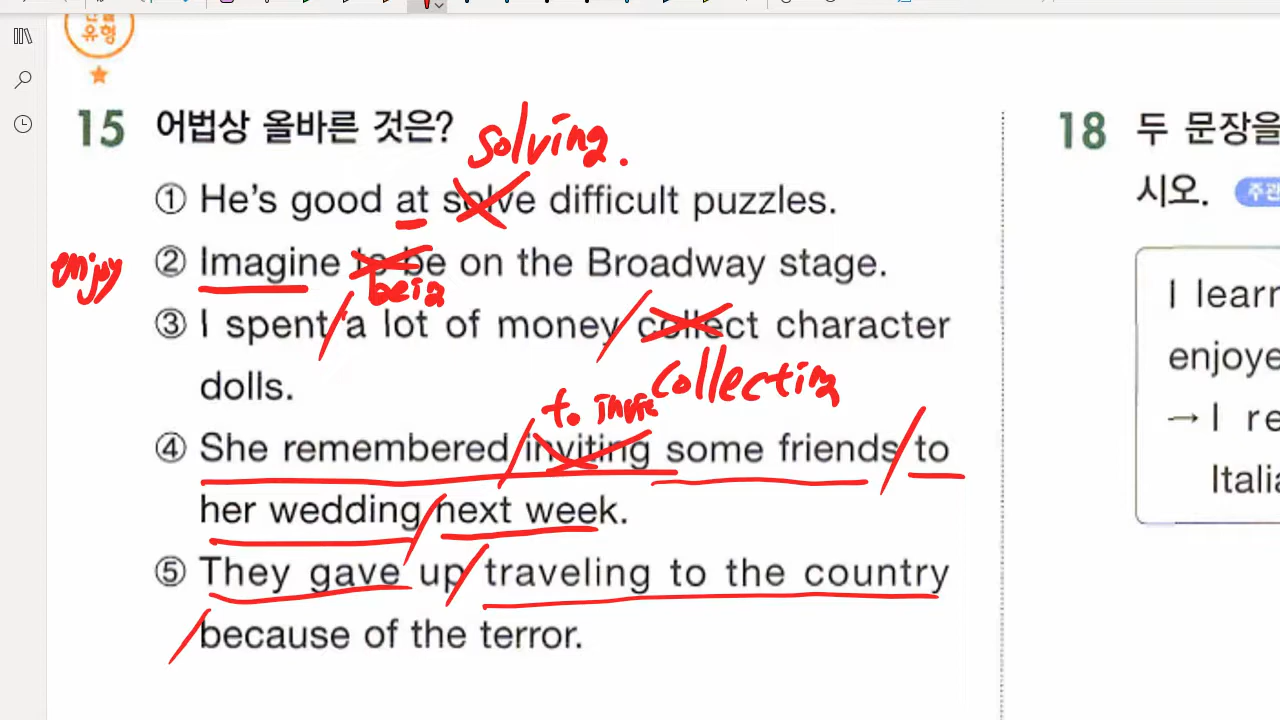 유형
15 어법상 올바른 것은?
solving.
① He's good at solve difficult puzzles.
enjoy ② Imagine to be on the Broadway stage.
being
③ I spent a lot of money collect character
dolls.
collecting
to invite
④ She remembered inviting some friends to
her wedding next week.
⑤ They gave up traveling to the country
because of the terror.
18 두 문장을
시오. 주관
I learn
enjoye
→ I re
Italia